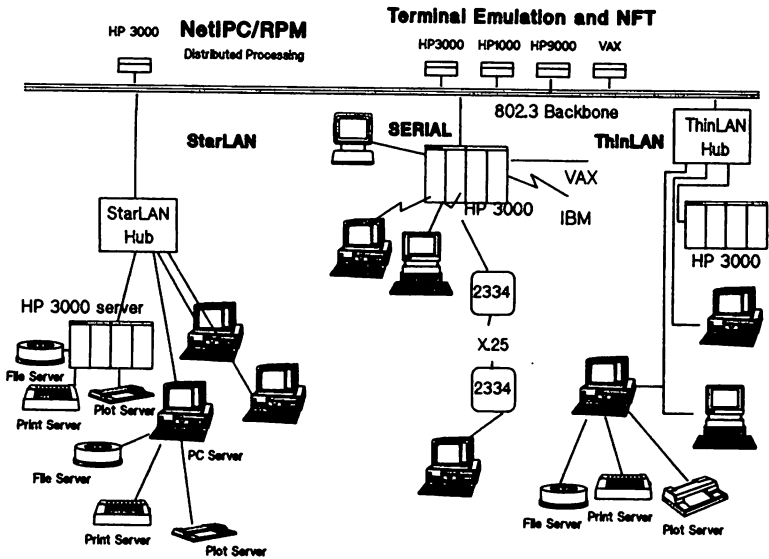 HP 3000
NetIPC/RPM
Distributed Processing
Terminal Emulation and NFT
HP3000
HP1000
HP9000
VAX
802.3 Backbone
StarLAN
SERIAL
ThinLAN
ThinLAN
Hub
StarLAN
Hub
HP 3000
VAX
IBM
HP 3000
2334
X.25
2334
HP 3000 server
File Server
Print Server
Plot Server
PC Server
File Server
Print Server
Plot Server
File Server
Print Server
Plot Server